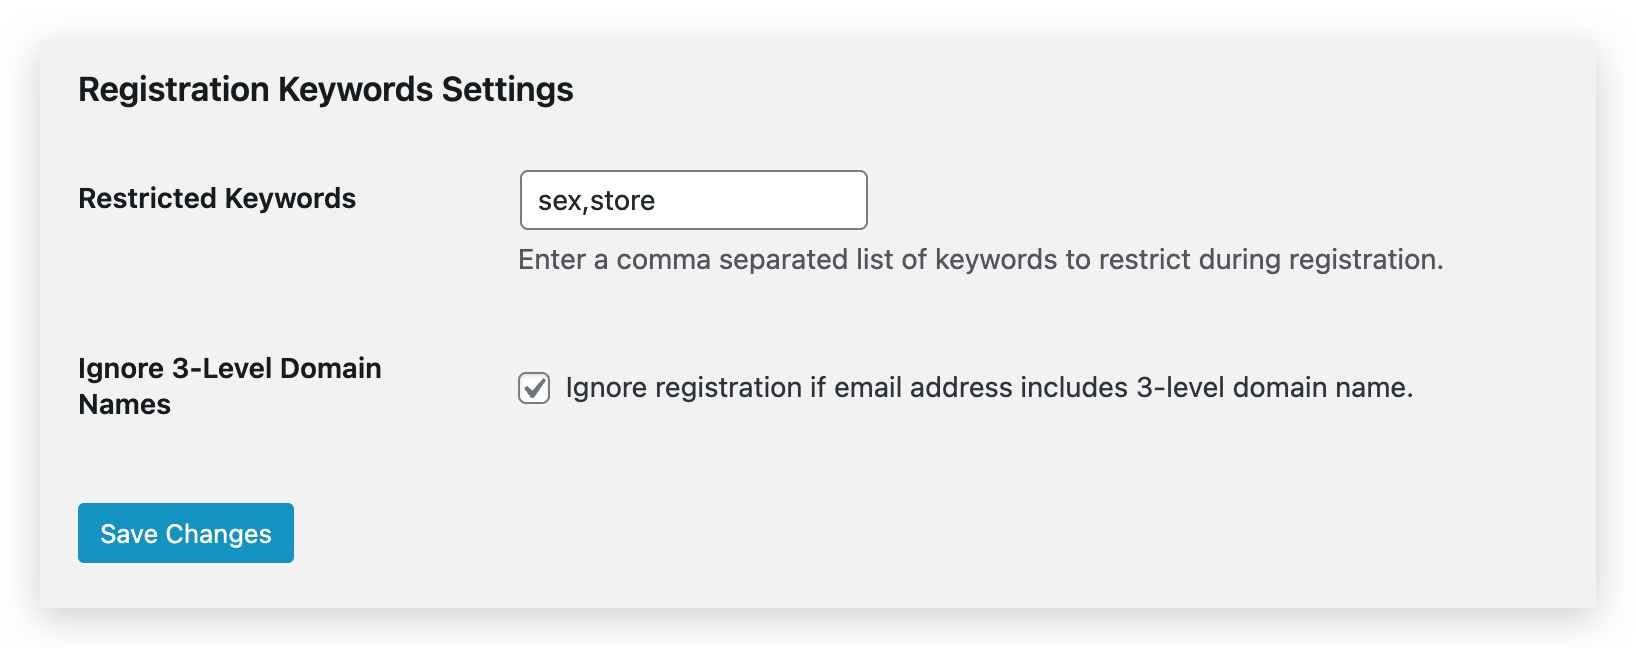 Registration Keywords Settings
Restricted Keywords
sex,store
Enter a comma separated list of keywords to restrict during registration.
Ignore 3-Level Domain
Names
Ignore registration if email address includes 3-level domain name.
Save Changes